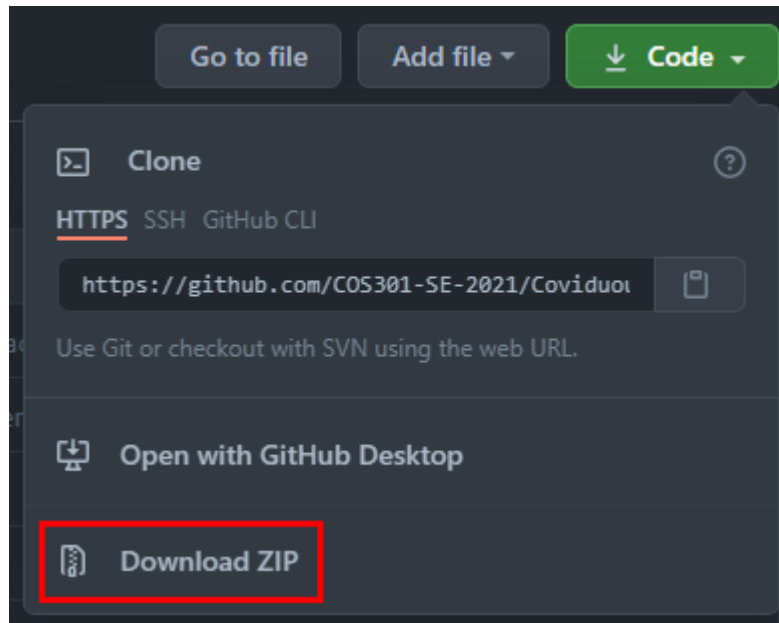 Go to file Add file Code
Clone
HTTPS SSH GitHub CLI
https://github.com/COS301-SE-2021/Coviduou
Use Git or checkout with SVN using the web URL.
Open with GitHub Desktop
Download ZIP